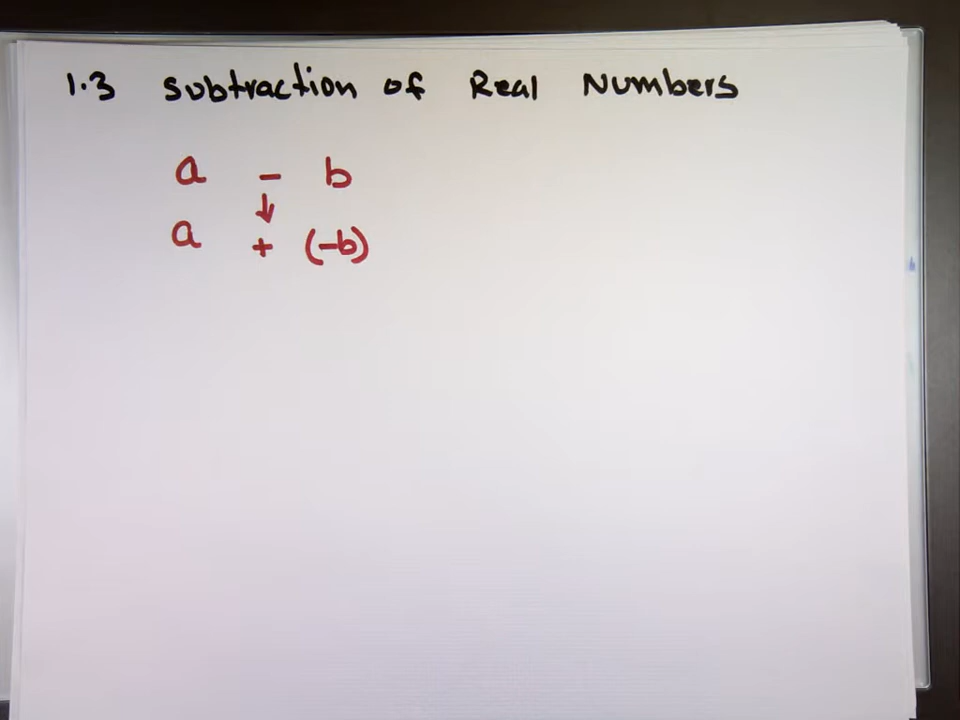 1.3 Subtraction of Real Numbers
a - b
↓
a + (-b)